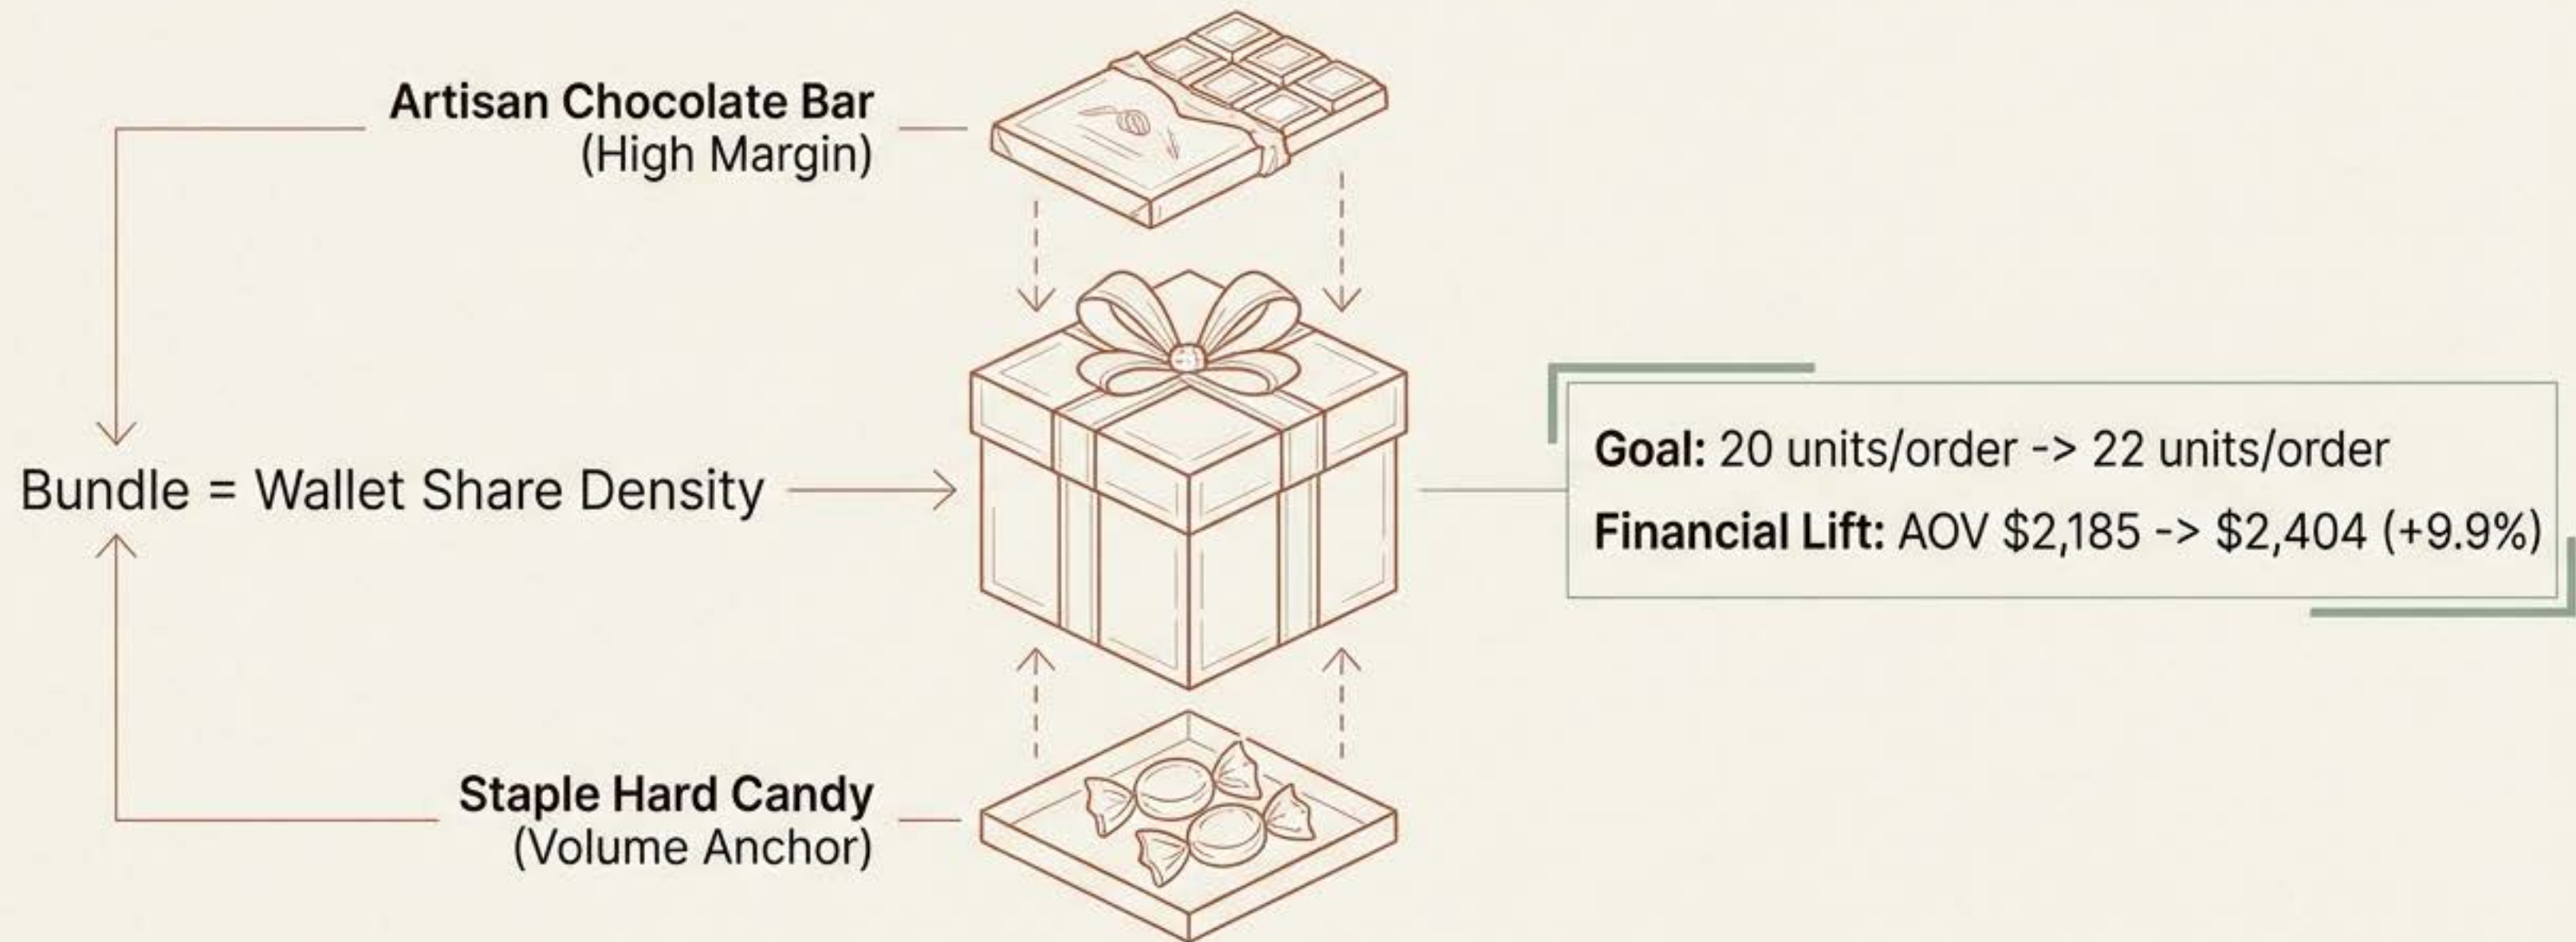 Artisan Chocolate Bar
(High Margin)
Bundle = Wallet Share Density
Goal: 20 units/order -> 22 units/order
Financial Lift: AOV $2,185 -> $2,404 (+9.9%)
Staple Hard Candy
(Volume Anchor)